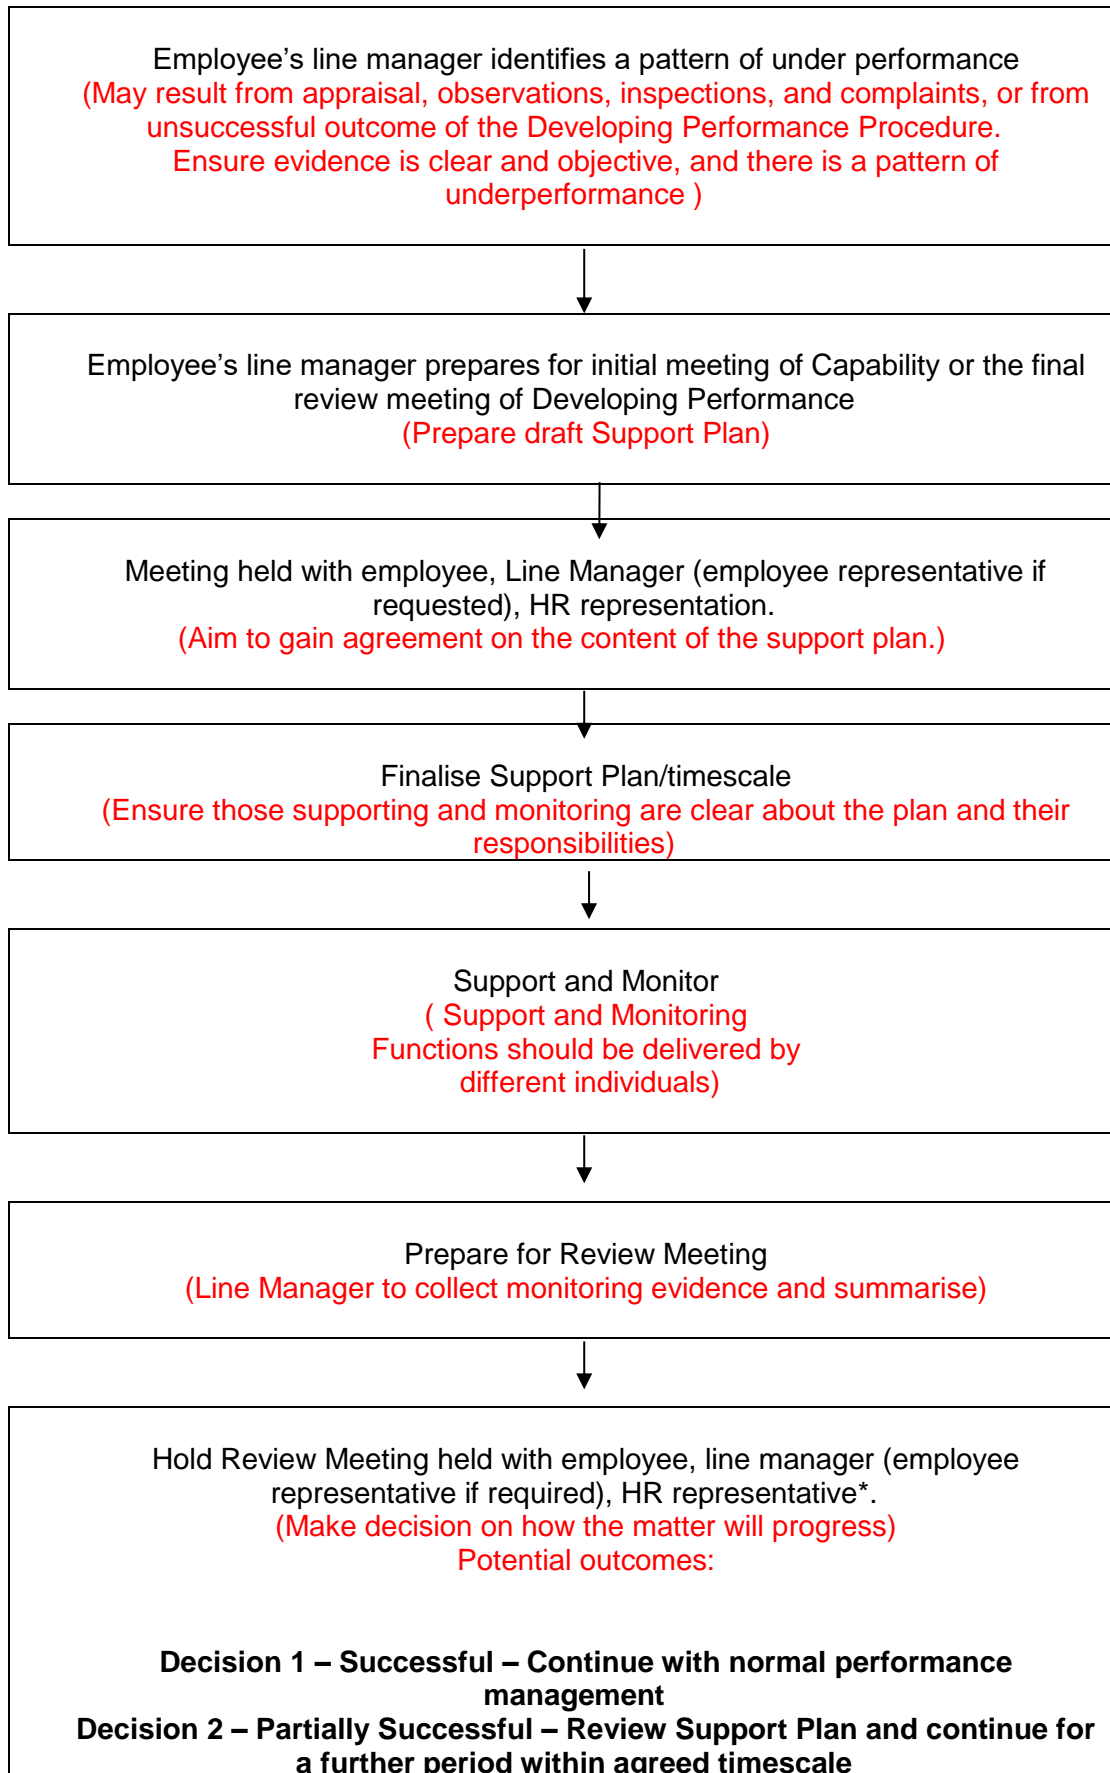 Employee’s line manager identifies a pattern of under performance
(May result from appraisal, observations, inspections, and complaints, or from
unsuccessful outcome of the Developing Performance Procedure.
Ensure evidence is clear and objective, and there is a pattern of
underperformance )
Employee’s line manager prepares for initial meeting of Capability or the final
review meeting of Developing Performance
(Prepare draft Support Plan)
Meeting held with employee, Line Manager (employee representative if
requested), HR representation.
(Aim to gain agreement on the content of the support plan.)
Finalise Support Plan/timescale
(Ensure those supporting and monitoring are clear about the plan and their
responsibilities)
Support and Monitor
( Support and Monitoring
Functions should be delivered by
different individuals)
Prepare for Review Meeting
(Line Manager to collect monitoring evidence and summarise)
Hold Review Meeting held with employee, line manager (employee
representative if required), HR representative*.
(Make decision on how the matter will progress)
Potential outcomes:
Decision 1 – Successful – Continue with normal performance
management
Decision 2 – Partially Successful – Review Support Plan and continue for
a further period within agreed timescale